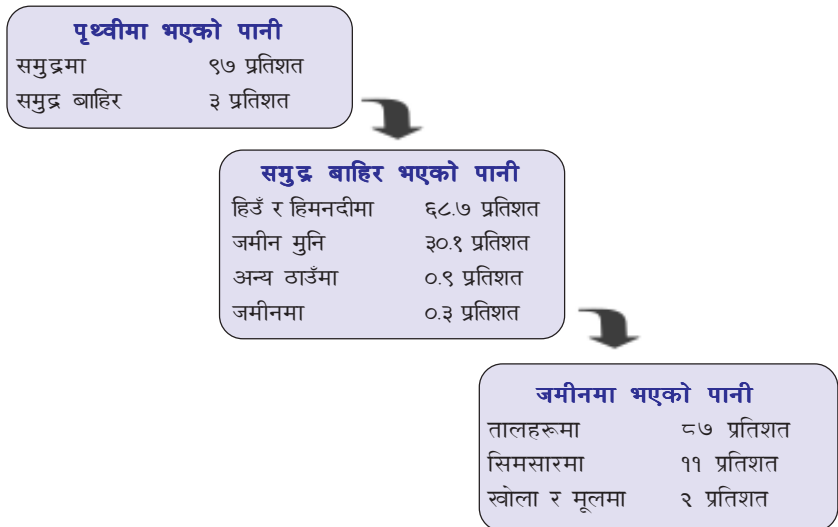 पृथ्वीमा भएको पानी
समुद्रमा ९७ प्रतिशत
समुद्र बाहिर ३ प्रतिशत
समुद्र बाहिर भएको पानी
हिउँ र हिमनदीमा ६८.७ प्रतिशत
जमीन मुनि ३०.१ प्रतिशत
अन्य ठाउँमा ०.९ प्रतिशत
जमीनमा ०.३ प्रतिशत
जमीनमा भएको पानी
तालहरूमा ८७ प्रतिशत
सिमसारमा ११ प्रतिशत
खोला र मूलमा २ प्रतिशत